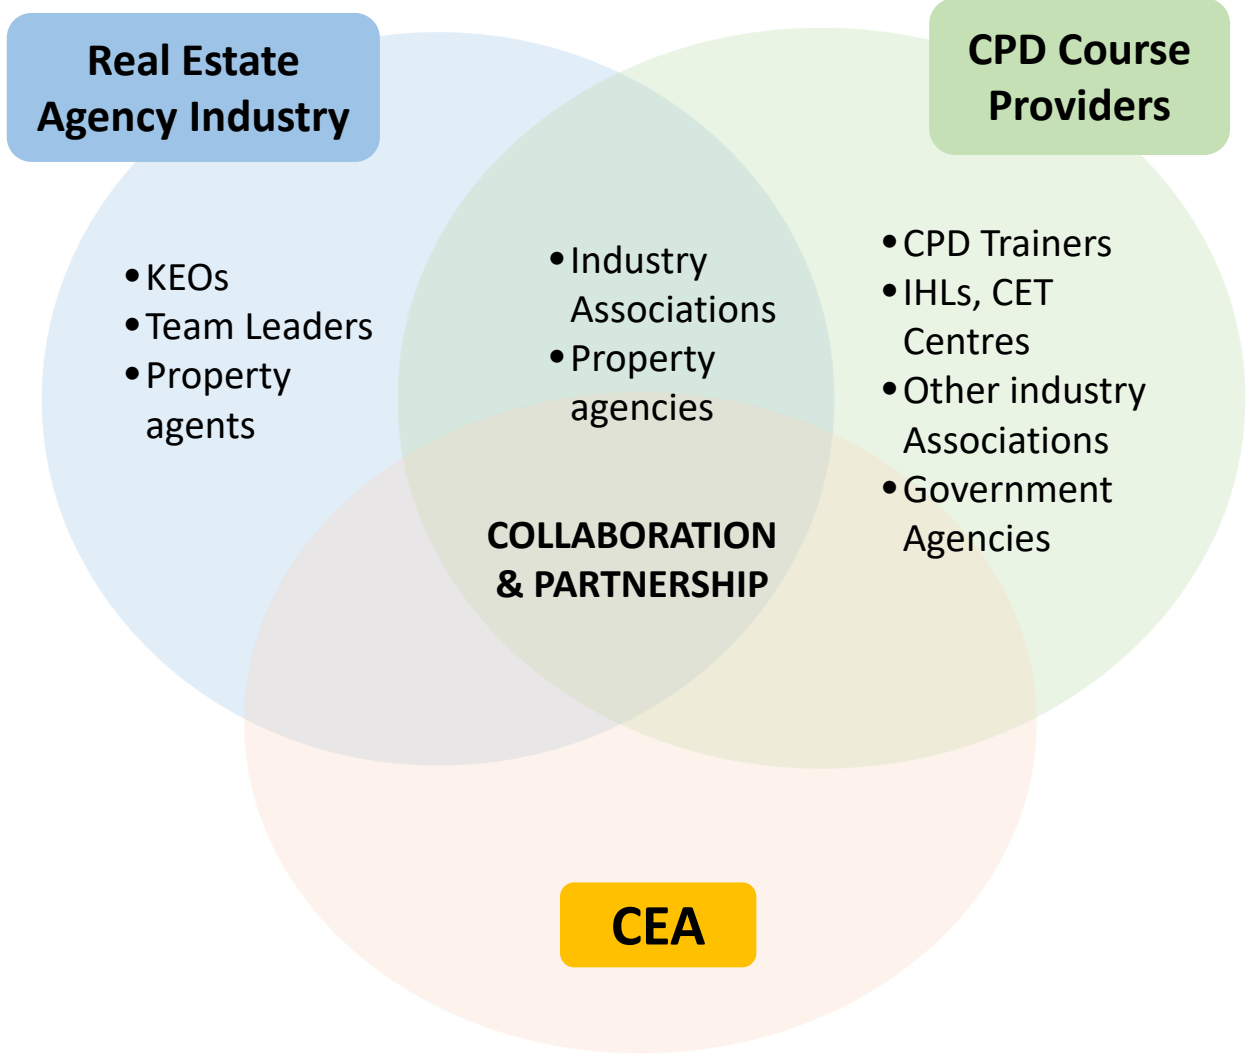 Real Estate
Agency Industry
CPD Course
Providers
•KEOs
•Team Leaders
•Property
agents
•Industry
Associations
•Property
agencies
•CPD Trainers
•IHLs, CET
Centres
•Other industry
Associations
•Government
Agencies
COLLABORATION
& PARTNERSHIP
CEA